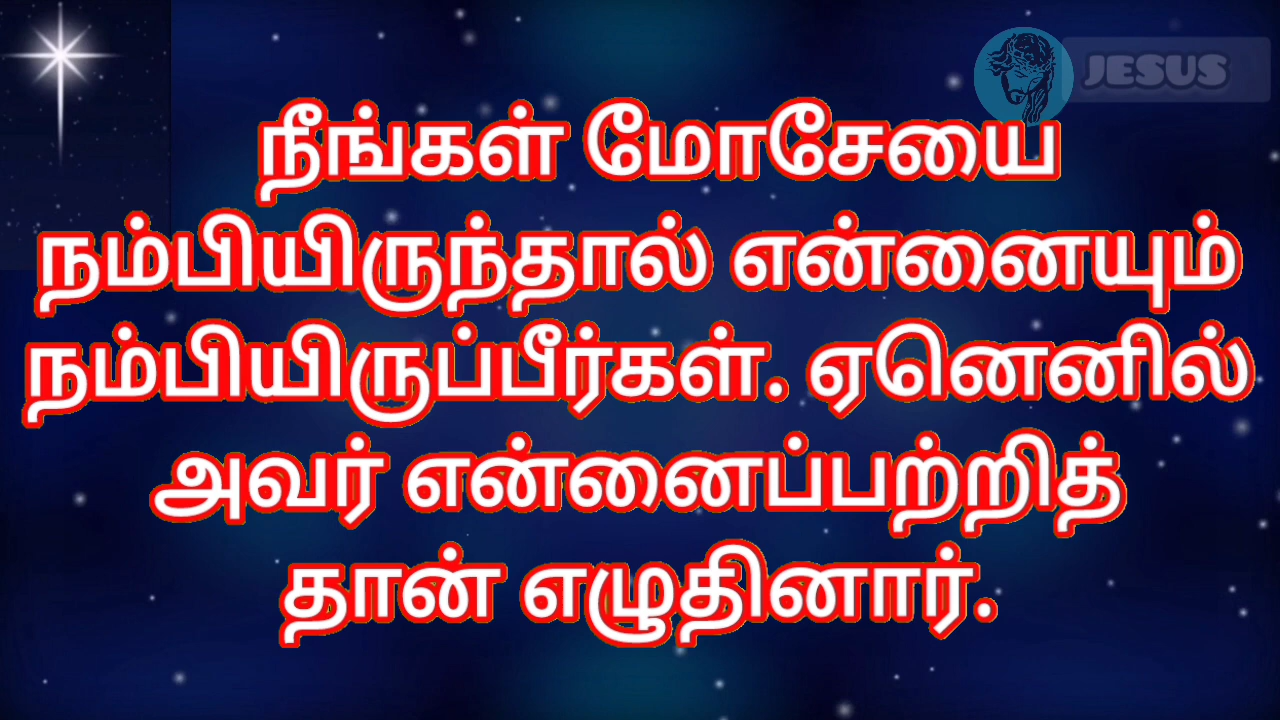 JESUS
நீங்கள் மோசேயை
நம்பியிருந்தால் என்னையும்
நம்பியிருப்பீர்கள். ஏனெனில்
அவர் என்னைப்பற்றித்
தான் எழுதினார்.